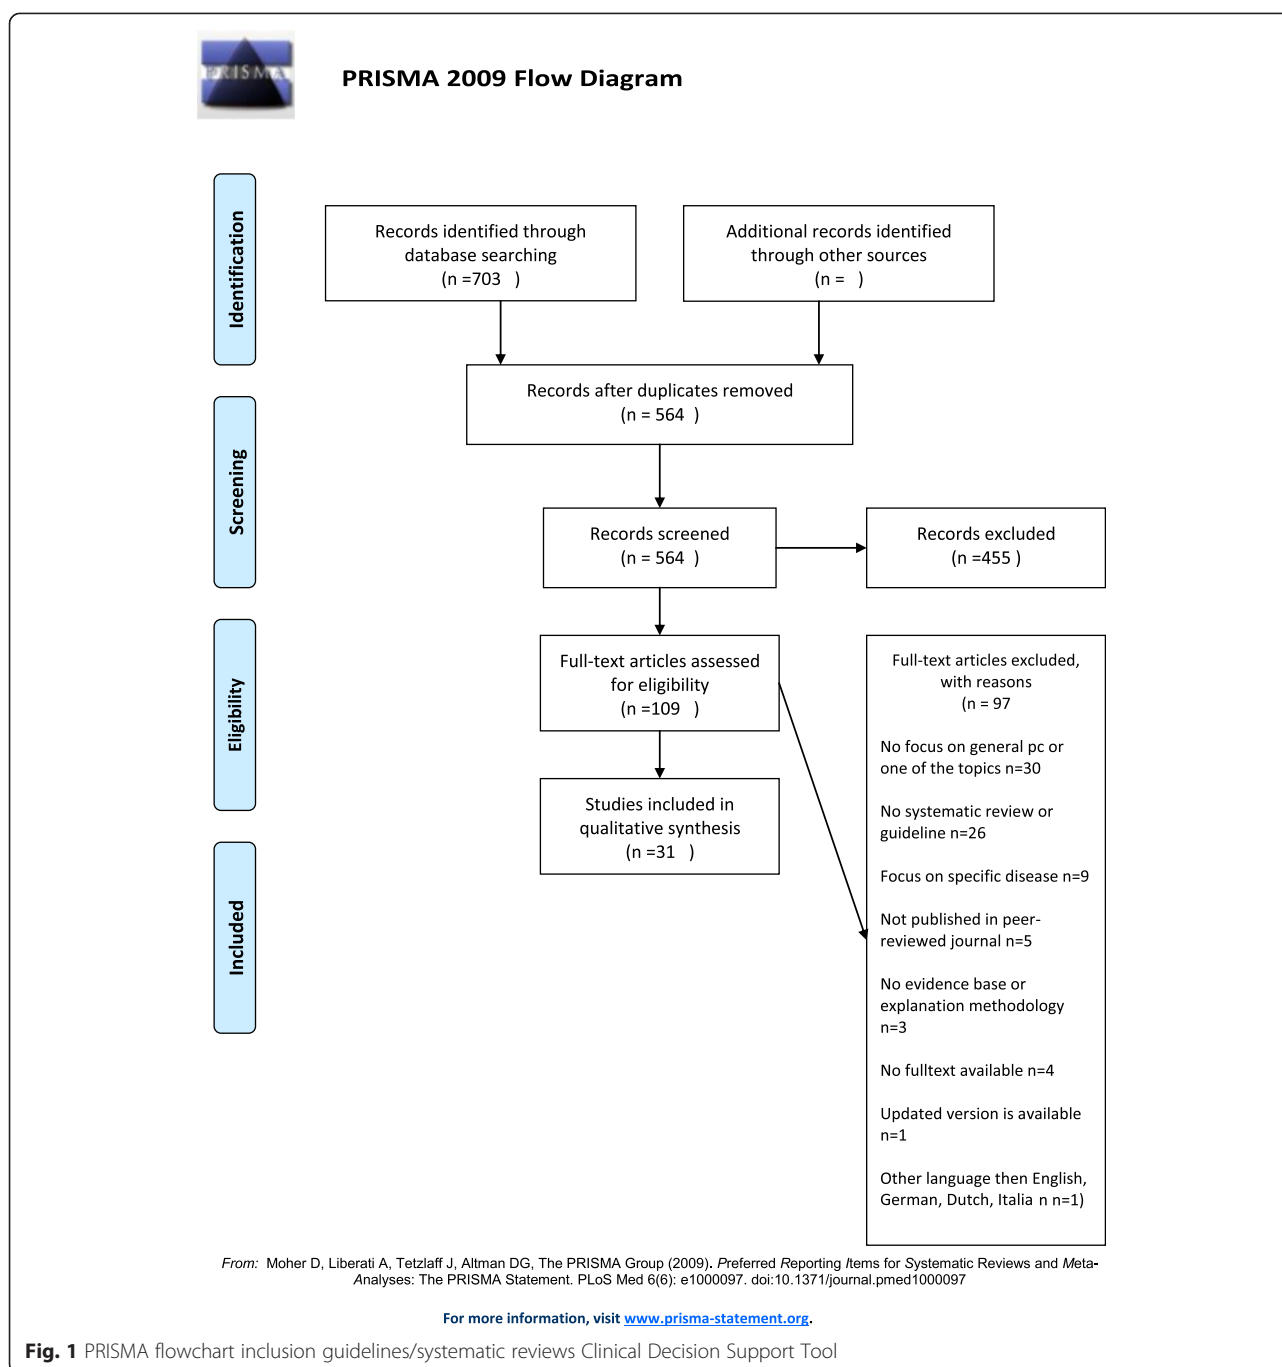 PRISMA
PRISMA 2009 Flow Diagram
Identification
Records identified through
database searching
(n =703 )
Additional records identified
through other sources
(n = )
Records after duplicates removed
(n = 564 )
Screening
Records screened
(n = 564 )
Records excluded
(n =455 )
Eligibility
Full-text articles assessed
for eligibility
(n =109 )
Full-text articles excluded,
with reasons
(n = 97
No focus on general pc or
one of the topics n=30
No systematic review or
guideline n=26
Focus on specific disease n=9
Not published in peer-
reviewed journal n=5
No evidence base or
explanation methodology
n=3
No fulltext available n=4
Updated version is available
n=1
Other language then English,
German, Dutch, Italia n n=1)
Studies included in
qualitative synthesis
(n =31 )
Included
From: Moher D, Liberati A, Tetzlaff J, Altman DG, The PRISMA Group (2009). Preferred Reporting Items for Systematic Reviews and Meta-
Analyses: The PRISMA Statement. PLoS Med 6(6): e1000097. doi:10.1371/journal.pmed1000097
For more information, visit www.prisma-statement.org.
Fig. 1 PRISMA flowchart inclusion guidelines/systematic reviews Clinical Decision Support Tool